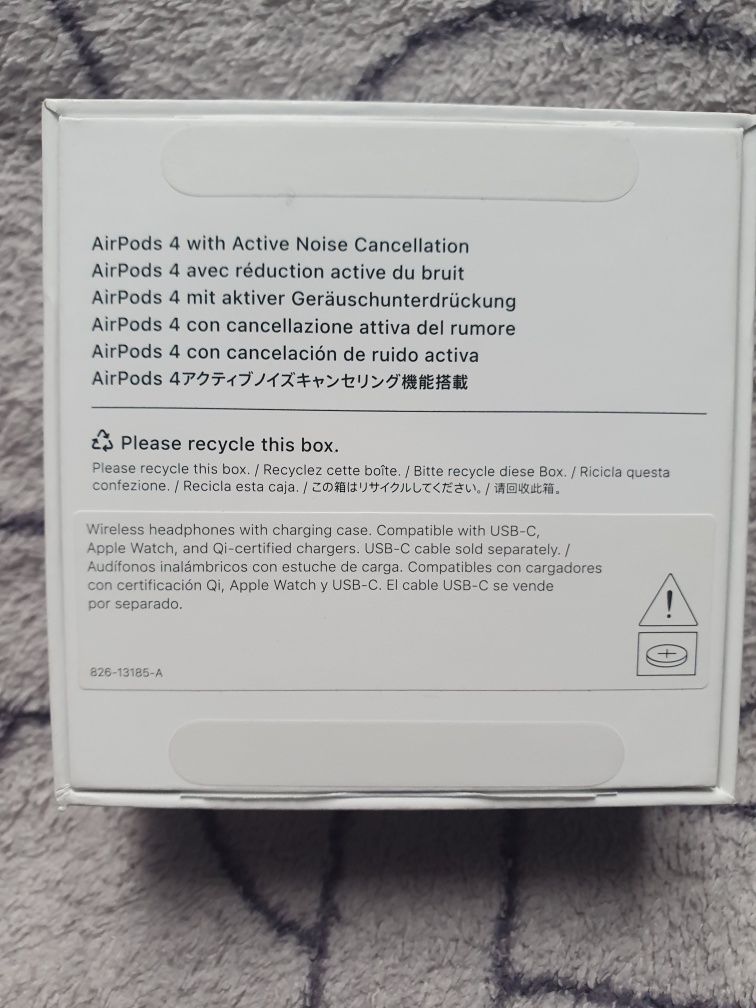 AirPods 4 with Active Noise Cancellation
AirPods 4 avec réduction active du bruit
AirPods 4 mit aktiver Geräuschunterdrückung
AirPods 4 con cancellazione attiva del rumore
AirPods 4 con cancelación de ruido activa
AirPods 4アクティブノイズキャンセリング機能搭載
Please recycle this box.
Please recycle this box. / Recyclez cette boîte. / Bitte recycle diese Box. / Ricicla questa
confezione. / Recicla esta caja. / この箱はリサイクルしてください。/ 请回收此箱。
Wireless headphones with charging case. Compatible with USB-C,
Apple Watch, and Qi-certified chargers. USB-C cable sold separately. /
Audífonos inalámbricos con estuche de carga. Compatibles con cargadores
con certificación Qi, Apple Watch y USB-C. El cable USB-C se vende
por separado.
826-13185-A